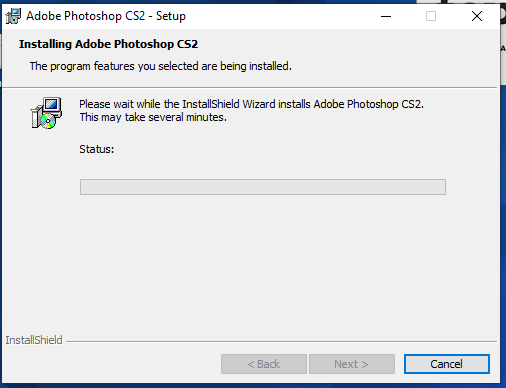 Adobe Photoshop CS2 - Setup
Installing Adobe Photoshop CS2
The program features you selected are being installed.
Please wait while the InstallShield Wizard installs Adobe Photoshop CS2.
This may take several minutes.
Status:
InstallShield
< Back
Next >
Cancel